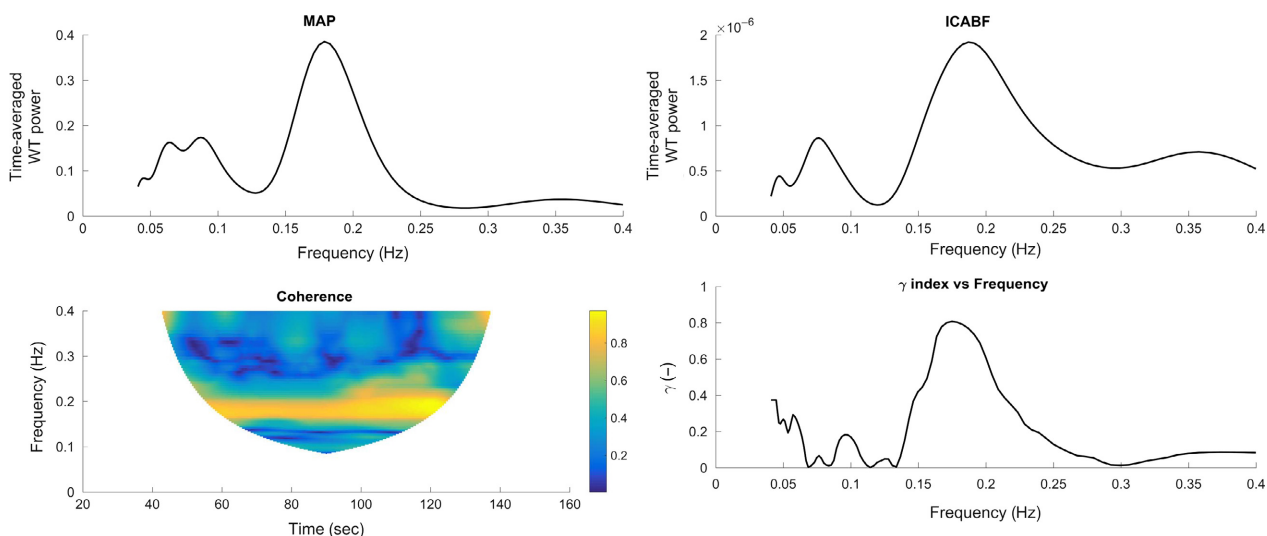 MAP
Time-averaged
WT power
0.4
0.3
0.2
0.1
0
0 0.05 0.1 0.15 0.2 0.25 0.3 0.35 0.4
Frequency (Hz)
ICABF
×10⁻⁶
Time-averaged
WT power
2
1.5
1
0.5
0
0 0.05 0.1 0.15 0.2 0.25 0.3 0.35 0.4
Frequency (Hz)
Coherence
Frequency (Hz)
0.4
0.3
0.2
0.1
0
20 40 60 80 100 120 140 160
Time (sec)
0.8
0.6
0.4
0.2
γ index vs Frequency
γ (−)
1
0.8
0.6
0.4
0.2
0
0 0.05 0.1 0.15 0.2 0.25 0.3 0.35 0.4
Frequency (Hz)